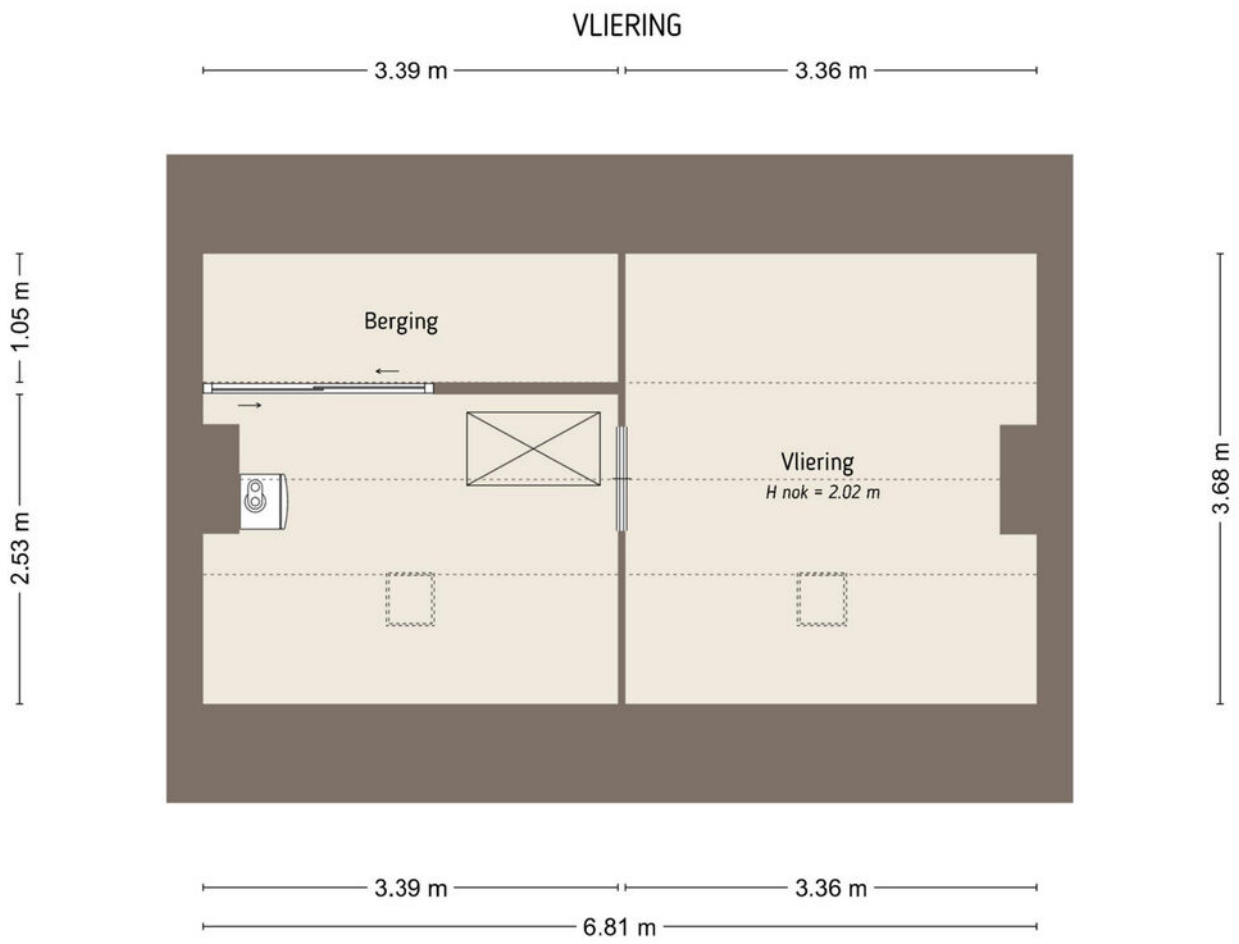 VLIERING
3.39 m
3.36 m
1.05 m
Berging
2.53 m
Vliering
H nok = 2.02 m
3.68 m
3.39 m
3.36 m
6.81 m